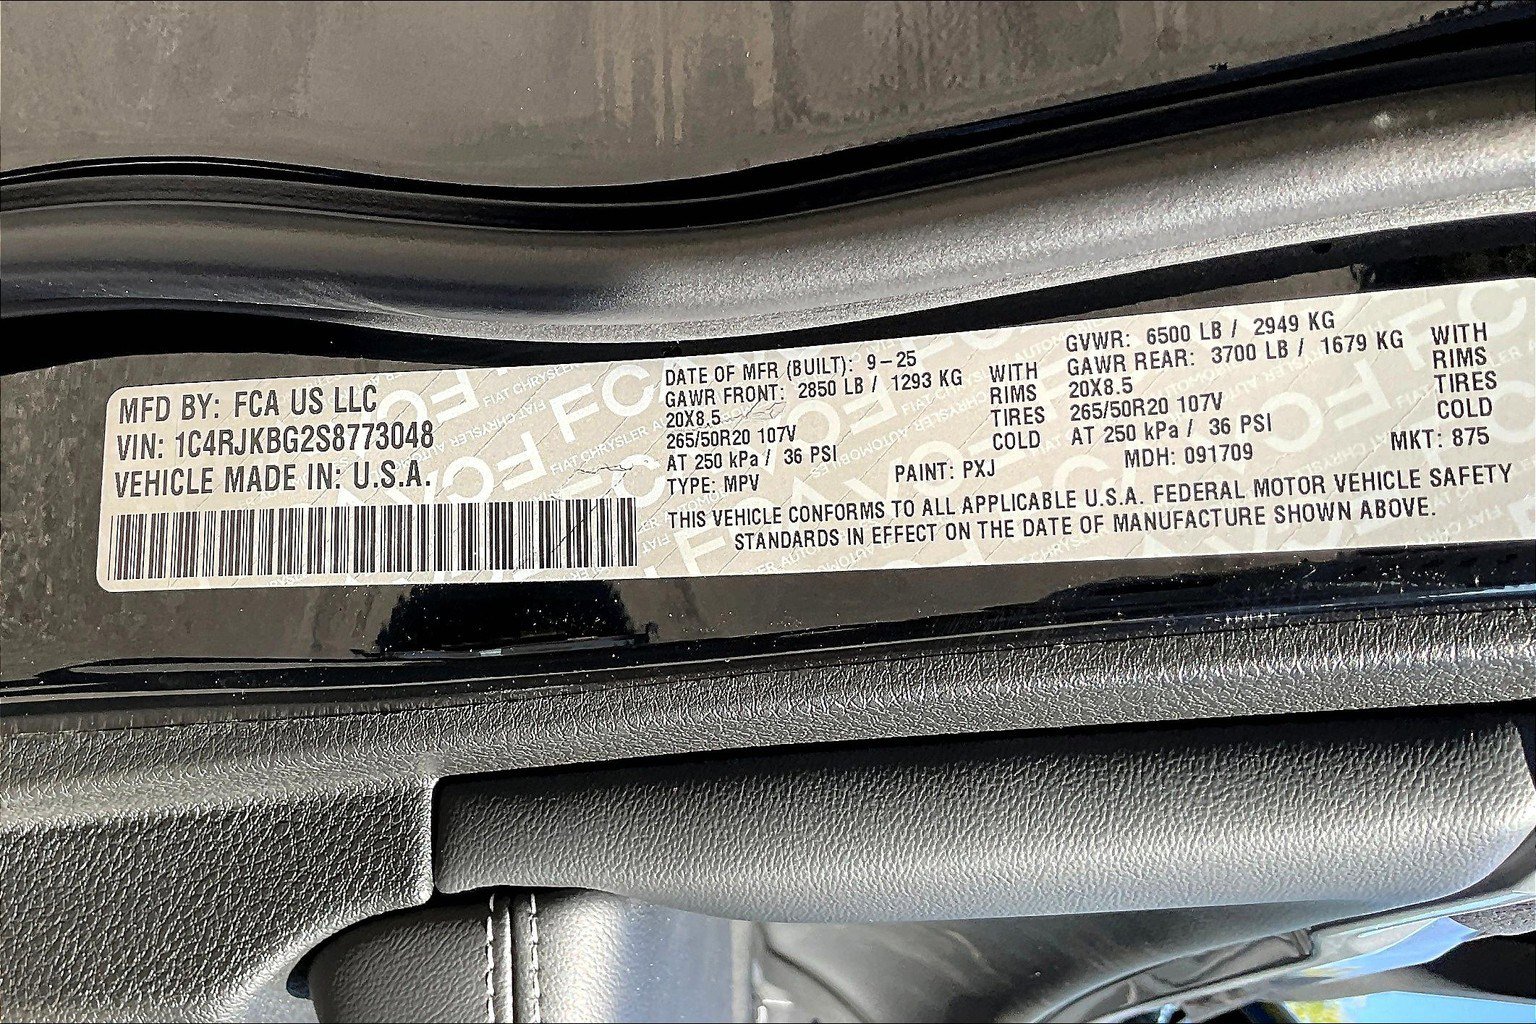 MFD BY: FCA US LLC
VIN: 1C4RJKBG2S8773048
VEHICLE MADE IN: U.S.A.
DATE OF MFR (BUILT): 9-25
GAWR FRONT: 2850 LB / 1293 KG WITH
20X8.5 RIMS
265/50R20 107V TIRES
AT 250 kPa / 36 PSI COLD
TYPE: MPV PAINT: PXJ
GVWR: 6500 LB / 2949 KG
GAWR REAR: 3700 LB / 1679 KG WITH
20X8.5 RIMS
265/50R20 107V TIRES
AT 250 kPa / 36 PSI COLD
MDH: 091709 MKT: 875
THIS VEHICLE CONFORMS TO ALL APPLICABLE U.S.A. FEDERAL MOTOR VEHICLE SAFETY
STANDARDS IN EFFECT ON THE DATE OF MANUFACTURE SHOWN ABOVE.